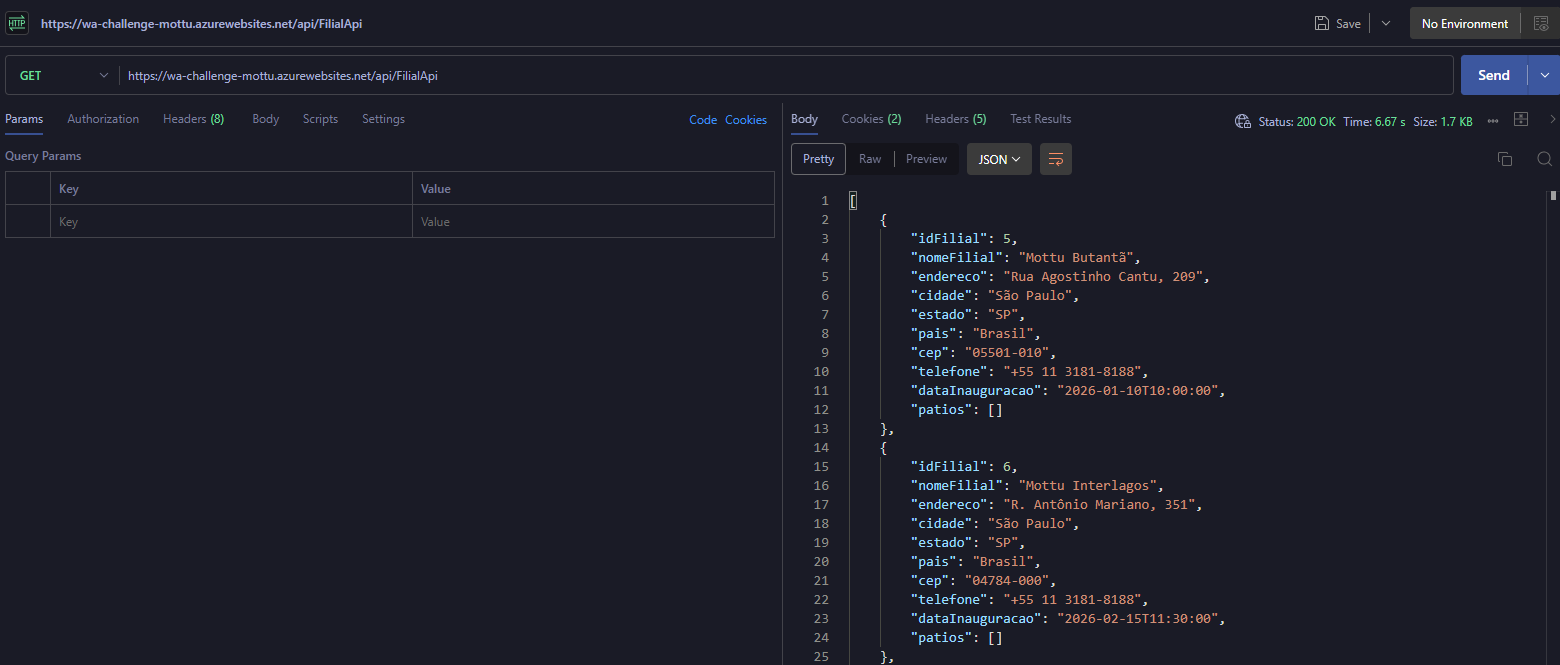 HTTP https://wa-challenge-mottu.azurewebsites.net/api/FilialApi Save No Environment
GET https://wa-challenge-mottu.azurewebsites.net/api/FilialApi Send
Params Authorization Headers (8) Body Scripts Settings Code Cookies
Query Params
Key Value
Key Value
Body Cookies (2) Headers (5) Test Results Status: 200 OK Time: 6.67 s Size: 1.7 KB
Pretty Raw Preview JSON
1 [
2 {
3 "idFilial": 5,
4 "nomeFilial": "Mottu Butantã",
5 "endereco": "Rua Agostinho Cantu, 209",
6 "cidade": "São Paulo",
7 "estado": "SP",
8 "pais": "Brasil",
9 "cep": "05501-010",
10 "telefone": "+55 11 3181-8188",
11 "dataInauguracao": "2026-01-10T10:00:00",
12 "patios": []
13 },
14 {
15 "idFilial": 6,
16 "nomeFilial": "Mottu Interlagos",
17 "endereco": "R. Antônio Mariano, 351",
18 "cidade": "São Paulo",
19 "estado": "SP",
20 "pais": "Brasil",
21 "cep": "04784-000",
22 "telefone": "+55 11 3181-8188",
23 "dataInauguracao": "2026-02-15T11:30:00",
24 "patios": []
25 },